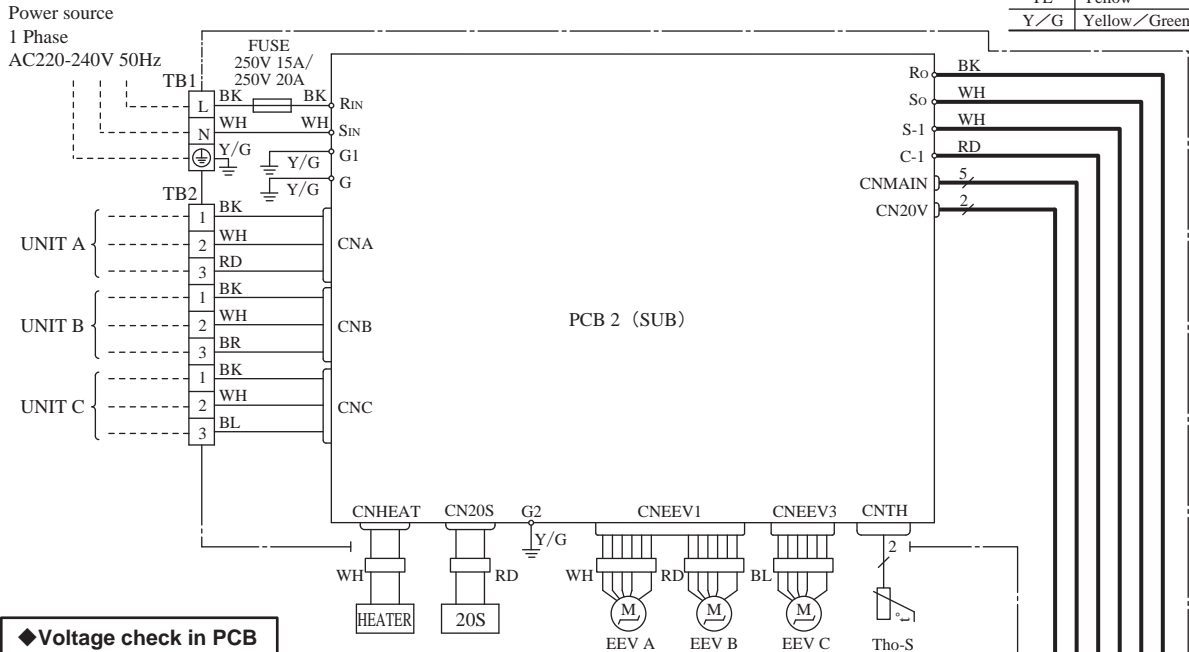 Power source
1 Phase
AC220-240V 50Hz
Y／G Yellow／Green
FUSE
250V 15A/
250V 20A
TB1
L BK BK RIN
N WH WH SIN
Y/G
Y/G G1
Y/G G
TB2
UNIT A
1 BK
2 WH
3 RD
CNA
UNIT B
1 BK
2 WH
3 BR
CNB
UNIT C
1 BK
2 WH
3 BL
CNC
PCB 2（SUB）
RO BK
SO WH
S-1 WH
C-1 RD
CNMAIN 5
CN20V 2
CNHEAT CN20S G2 CNEEV1 CNEEV3 CNTH
Y/G
2
WH RD WH RD BL
HEATER 20S M M M t°
EEV A EEV B EEV C Tho-S
◆Voltage check in PCB